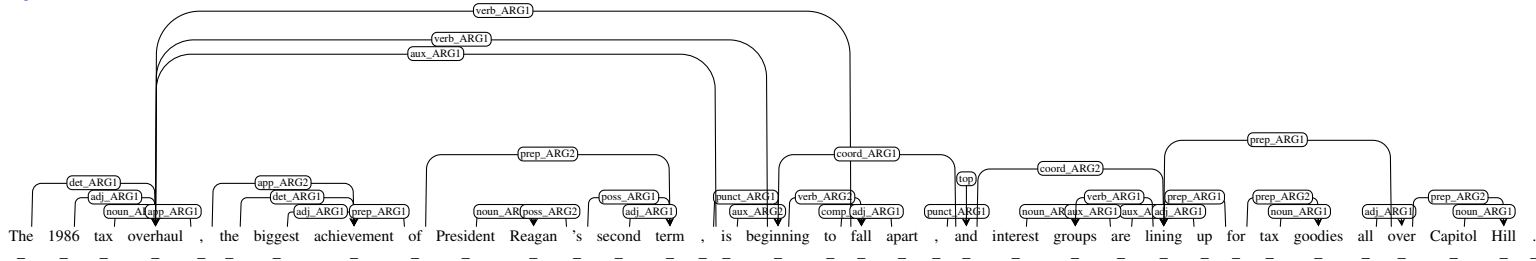 verb_ARG1
verb_ARG1
aux_ARG1
prep_ARG1
prep_ARG2 coord_ARG1
coord_ARG2
top
det_ARG1 app_ARG2
adj_ARG1 det_ARG1 poss_ARG1 punct_ARG1 verb_ARG2 verb_ARG1 prep_ARG1 prep_ARG2 prep_ARG2
app_ARG1 adj_ARG1 prep_ARG1 poss_ARG2 adj_ARG1 aux_ARG2 comp_ adj_ARG1 punct_ARG1 aux_ARG1 adj_ARG1 noun_ARG1 adj_ARG1 noun_ARG1
The 1986 tax overhaul , the biggest achievement of President Reagan 's second term , is beginning to fall apart , and interest groups are lining up for tax goodies all over Capitol Hill .